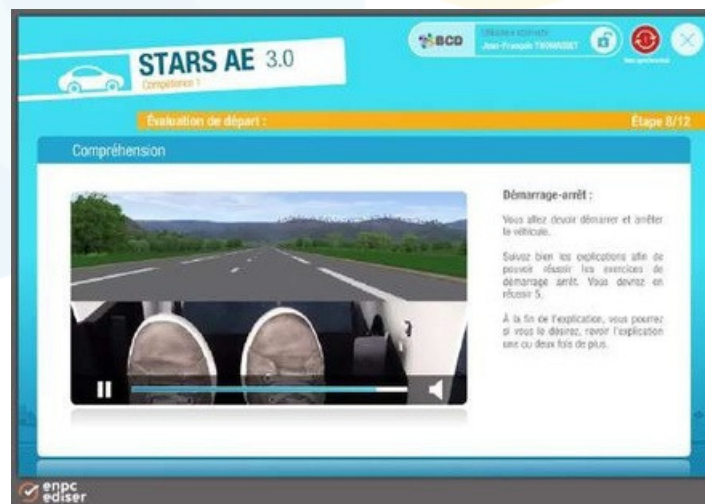 BCD
STARS AE 3.0
Compétence 1
Évaluation de départ :
Étape 8/12
Compréhension
Démarrage-arrêt :
Vous allez devoir démarrer et arrêter
le véhicule.
Suivez bien les explications afin de
pouvoir réussir les exercices de
démarrage arrêt. Vous devrez en
réussir 5.
À la fin de l'explication, vous pourrez
si vous le désirez, revoir l'explication
une ou deux fois de plus.
enpc
ediser